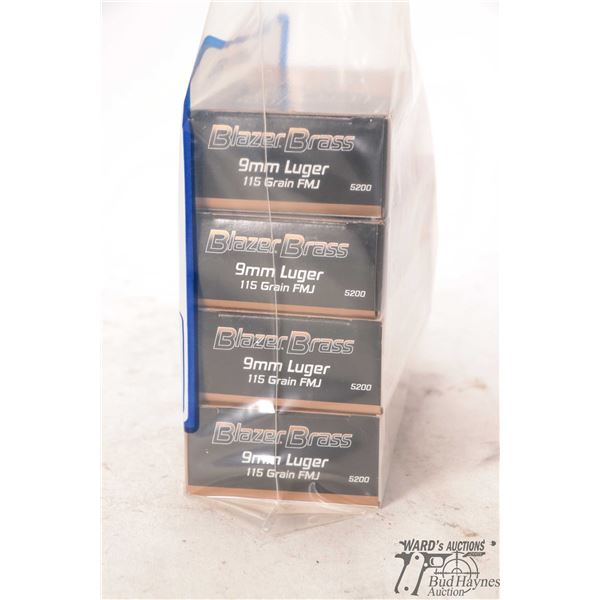 Blazer Brass
9mm Luger
115 Grain FMJ
5200
Blazer Brass
9mm Luger
115 Grain FMJ
5200
Blazer Brass
9mm Luger
115 Grain FMJ
5200
Blazer Brass
9mm Luger
115 Grain FMJ
5200
WARD's AUCTIONS
Bud Haynes
Auction